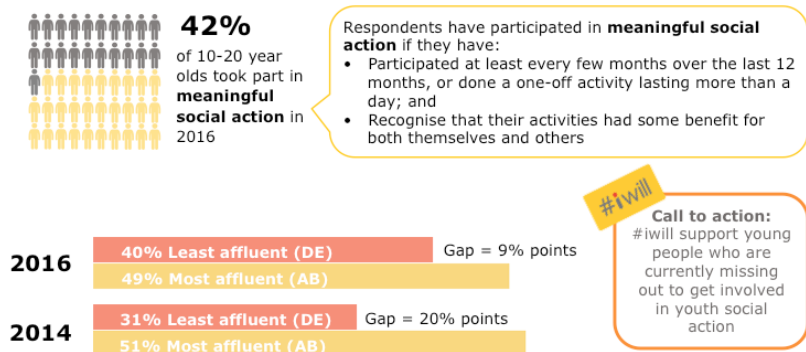 42%
of 10-20 year
olds took part in
meaningful
social action in
2016
Respondents have participated in meaningful social
action if they have:
• Participated at least every few months over the last 12
months, or done a one-off activity lasting more than a
day; and
• Recognise that their activities had some benefit for
both themselves and others
#iwill
Call to action:
#iwill support young
people who are
currently missing
out to get involved
in youth social
action
2016
40% Least affluent (DE)
Gap = 9% points
49% Most affluent (AB)
2014
31% Least affluent (DE)
Gap = 20% points
51% Most affluent (AB)